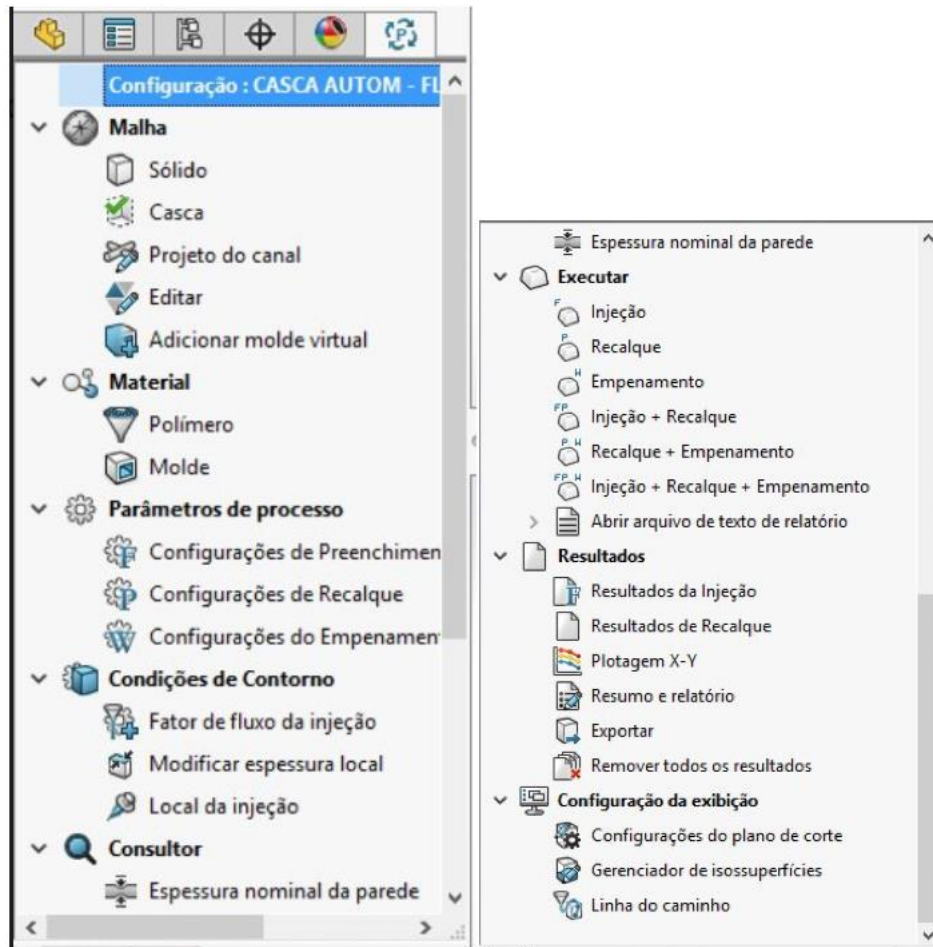 Configuração : CASCA AUTOM - FL
Malha
Sólido
Casca
Projeto do canal
Editar
Adicionar molde virtual
Material
Polímero
Molde
Parâmetros de processo
Configurações de Preenchimen
Configurações de Recalque
Configurações do Empenamen
Condições de Contorno
Fator de fluxo da injeção
Modificar espessura local
Local da injeção
Consultor
Espessura nominal da parede
Espessura nominal da parede
Executar
Injeção
Recalque
Empenamento
Injeção + Recalque
Recalque + Empenamento
Injeção + Recalque + Empenamento
Abrir arquivo de texto de relatório
Resultados
Resultados da Injeção
Resultados de Recalque
Plotagem X-Y
Resumo e relatório
Exportar
Remover todos os resultados
Configuração da exibição
Configurações do plano de corte
Gerenciador de isossuperfícies
Linha do caminho